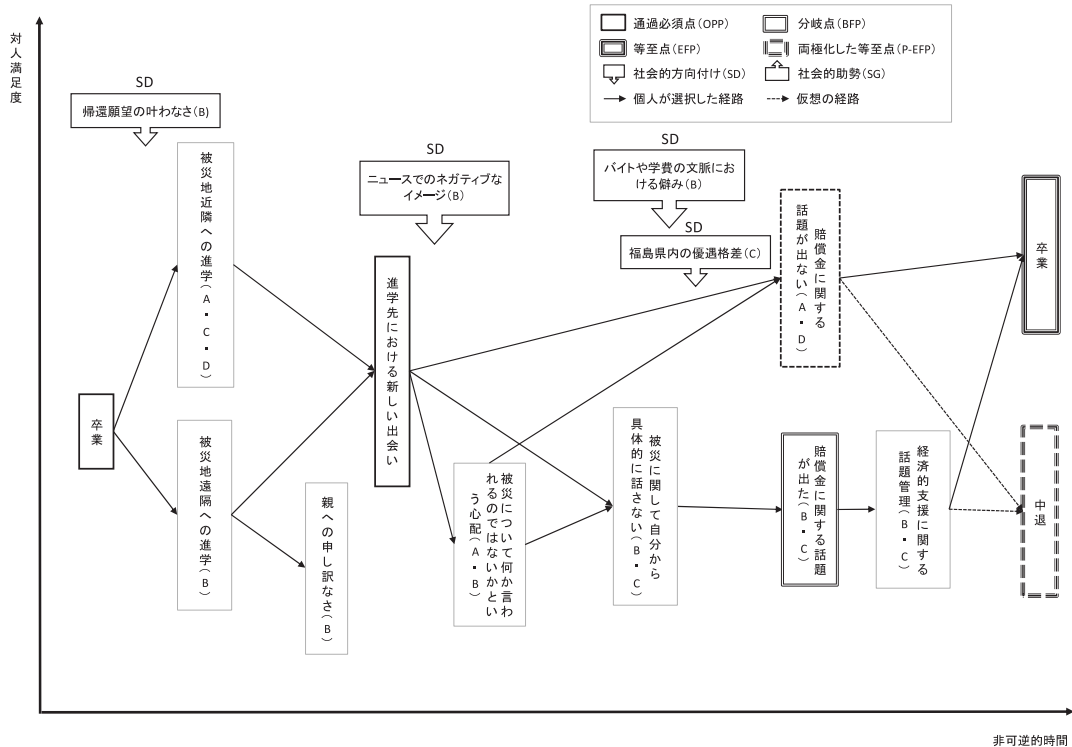 対人満足度
通過必須点(OPP)
分岐点(BFP)
等至点(EFP)
両極化した等至点(P-EFP)
社会的方向付け(SD)
社会的助勢(SG)
個人が選択した経路
仮想の経路
SD
帰還願望の叶わなさ(B)
SD
ニュースでのネガティブな
イメージ(B)
SD
バイトや学費の文脈にお
ける僻み(B)
SD
福島県内の優遇格差(C)
卒業
被災地近隣への進学(A・C・D)
被災地遠隔への進学(B)
親への申し訳なさ(B)
進学先における新しい出会い
被災について何か言わ
れるのではないかとい
う心配(A・B)
被災に関して自分から
具体的に話さない(B・C)
賠償金に関する
話題が出ない(A・D)
賠償金に関する話題
が出た(B・C)
経済的支援に関する
話題管理(B・C)
卒業
中退
非可逆的時間